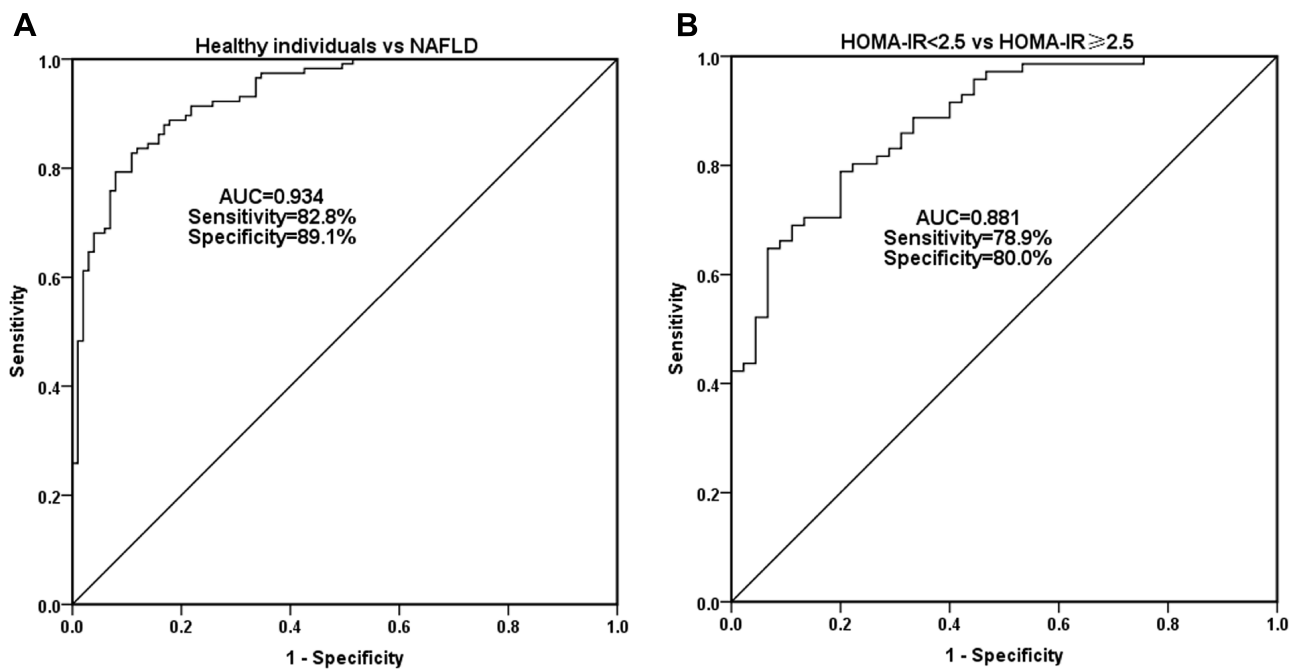 A
Healthy individuals vs NAFLD
1.0
0.8
0.6
0.4
0.2
0.0
Sensitivity
AUC=0.934
Sensitivity=82.8%
Specificity=89.1%
0.0 0.2 0.4 0.6 0.8 1.0
1 - Specificity
B
HOMA-IR<2.5 vs HOMA-IR⩾2.5
1.0
0.8
0.6
0.4
0.2
0.0
Sensitivity
AUC=0.881
Sensitivity=78.9%
Specificity=80.0%
0.0 0.2 0.4 0.6 0.8 1.0
1 - Specificity